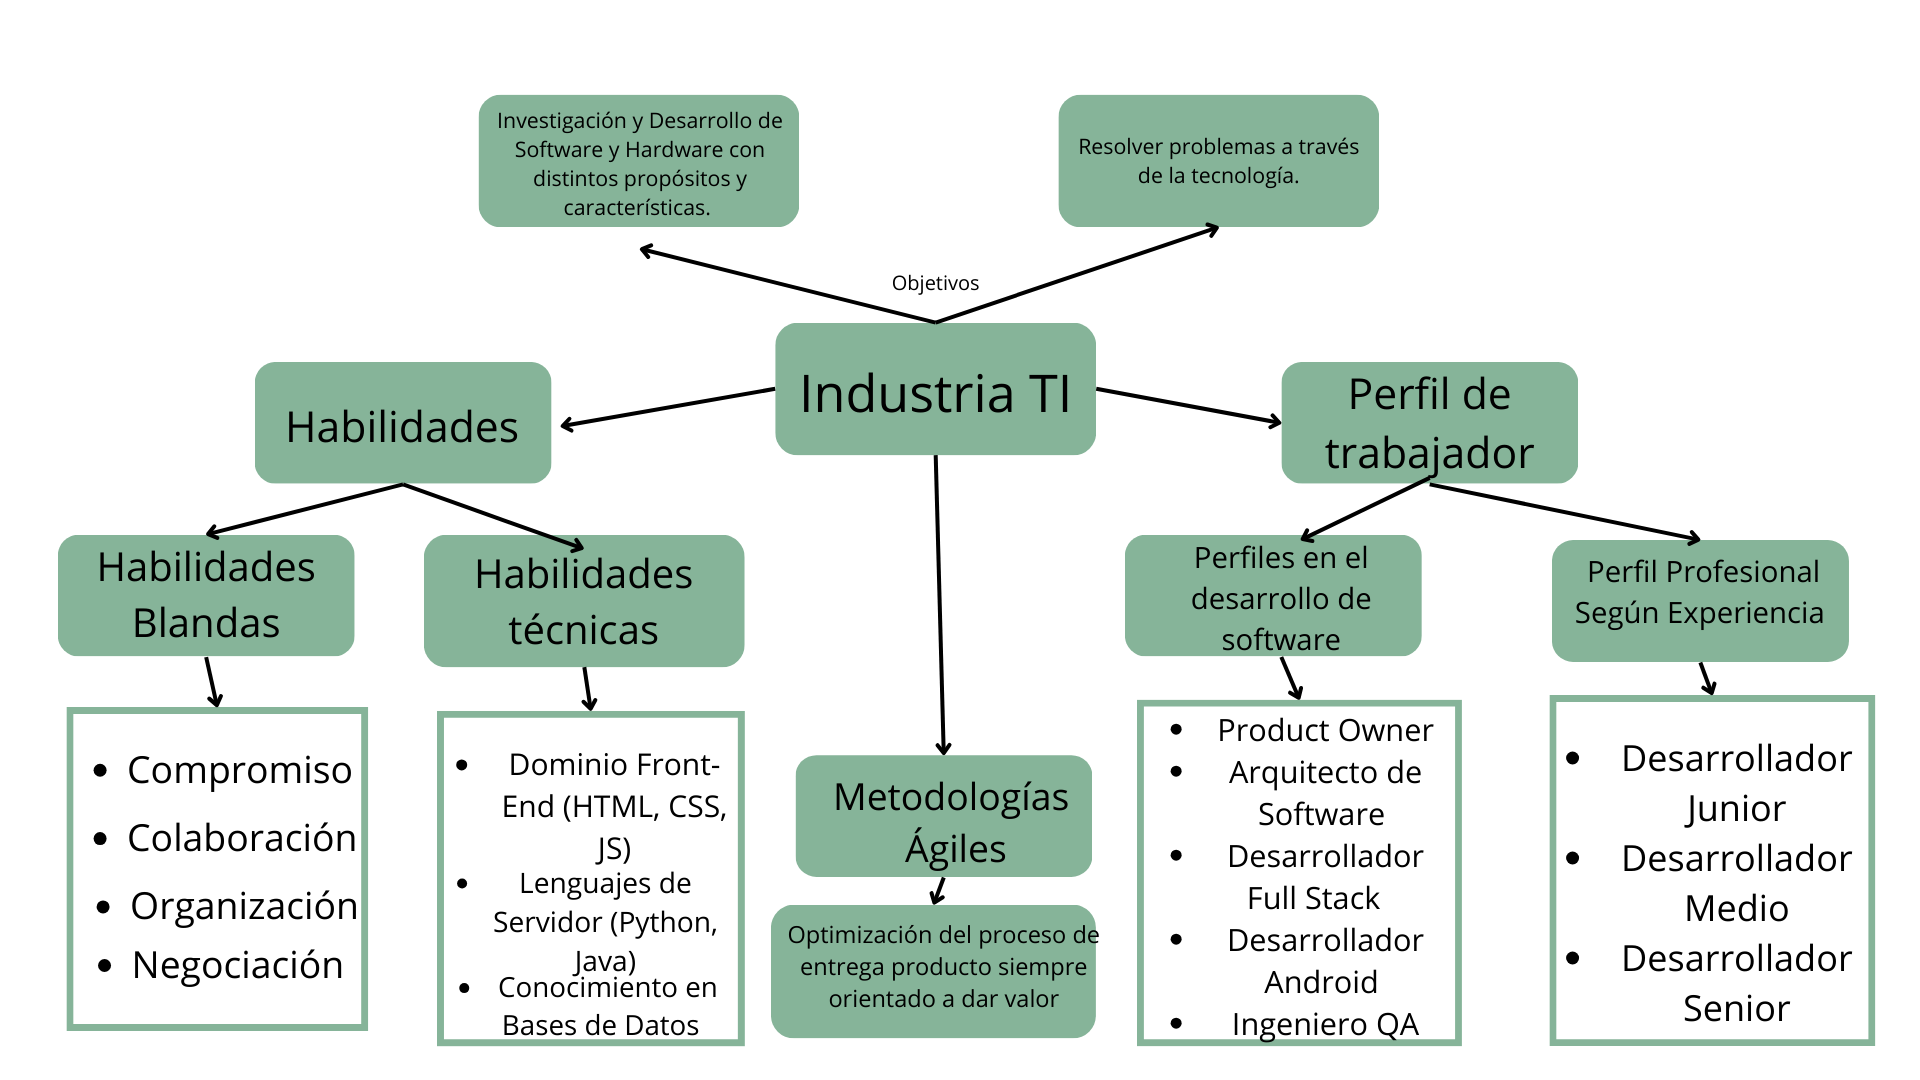 Investigación y Desarrollo de
Software y Hardware con
distintos propósitos y
características.
Resolver problemas a través
de la tecnología.
Objetivos
Industria TI
Habilidades
Perfil de
trabajador
Habilidades
Blandas
Habilidades
técnicas
Perfiles en el
desarrollo de
software
Perfil Profesional
Según Experiencia
• Compromiso
• Colaboración
• Organización
• Negociación
• Dominio Front-
End (HTML, CSS,
JS)
• Lenguajes de
Servidor (Python,
Java)
• Conocimiento en
Bases de Datos
Metodologías
Ágiles
Optimización del proceso de
entrega producto siempre
orientado a dar valor
• Product Owner
• Arquitecto de
Software
• Desarrollador
Full Stack
• Desarrollador
Android
• Ingeniero QA
• Desarrollador
Junior
• Desarrollador
Medio
• Desarrollador
Senior